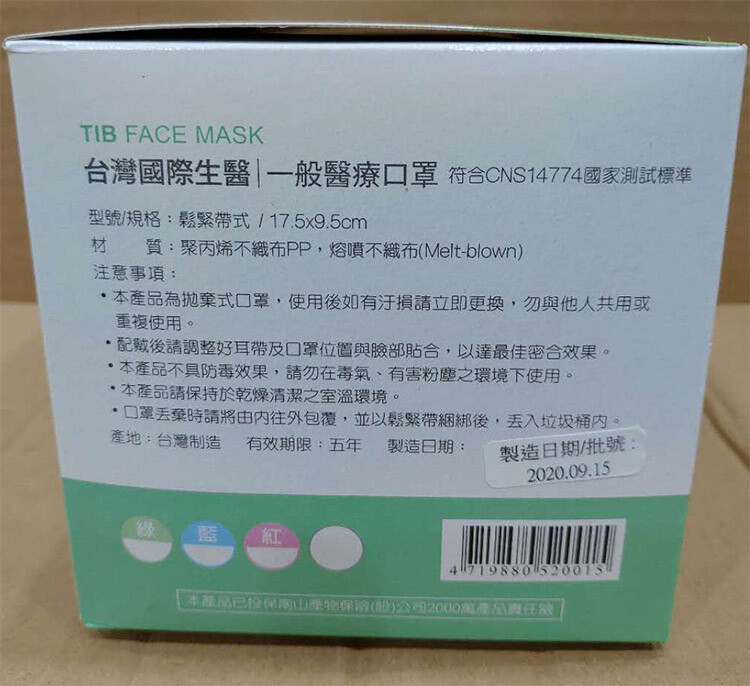 TIB FACE MASK
台灣國際生醫|一般醫療口罩 符合CNS14774國家測試標準
型號/規格：鬆緊帶式 / 17.5x9.5cm
材 質：聚丙烯不織布PP，熔噴不織布(Melt-blown)
注意事項：
•本產品為拋棄式口罩，使用後如有汙損請立即更換，勿與他人共用或
重複使用。
•配戴後請調整好耳帶及口罩位置與臉部貼合，以達最佳密合效果。
•本產品不具防毒效果，請勿在毒氣、有害粉塵之環境下使用。
•本產品請保持於乾燥清潔之室溫環境。
•口罩丟棄時請將由內往外包覆，並以鬆緊帶綑綁後，丟入垃圾桶內。
產地：台灣制造 有效期限：五年 製造日期：
製造日期/批號：
2020.09.15
綠 藍 紅
4 719880 520015
本產品已投保南山產物保險(股)公司2000萬產品責任險